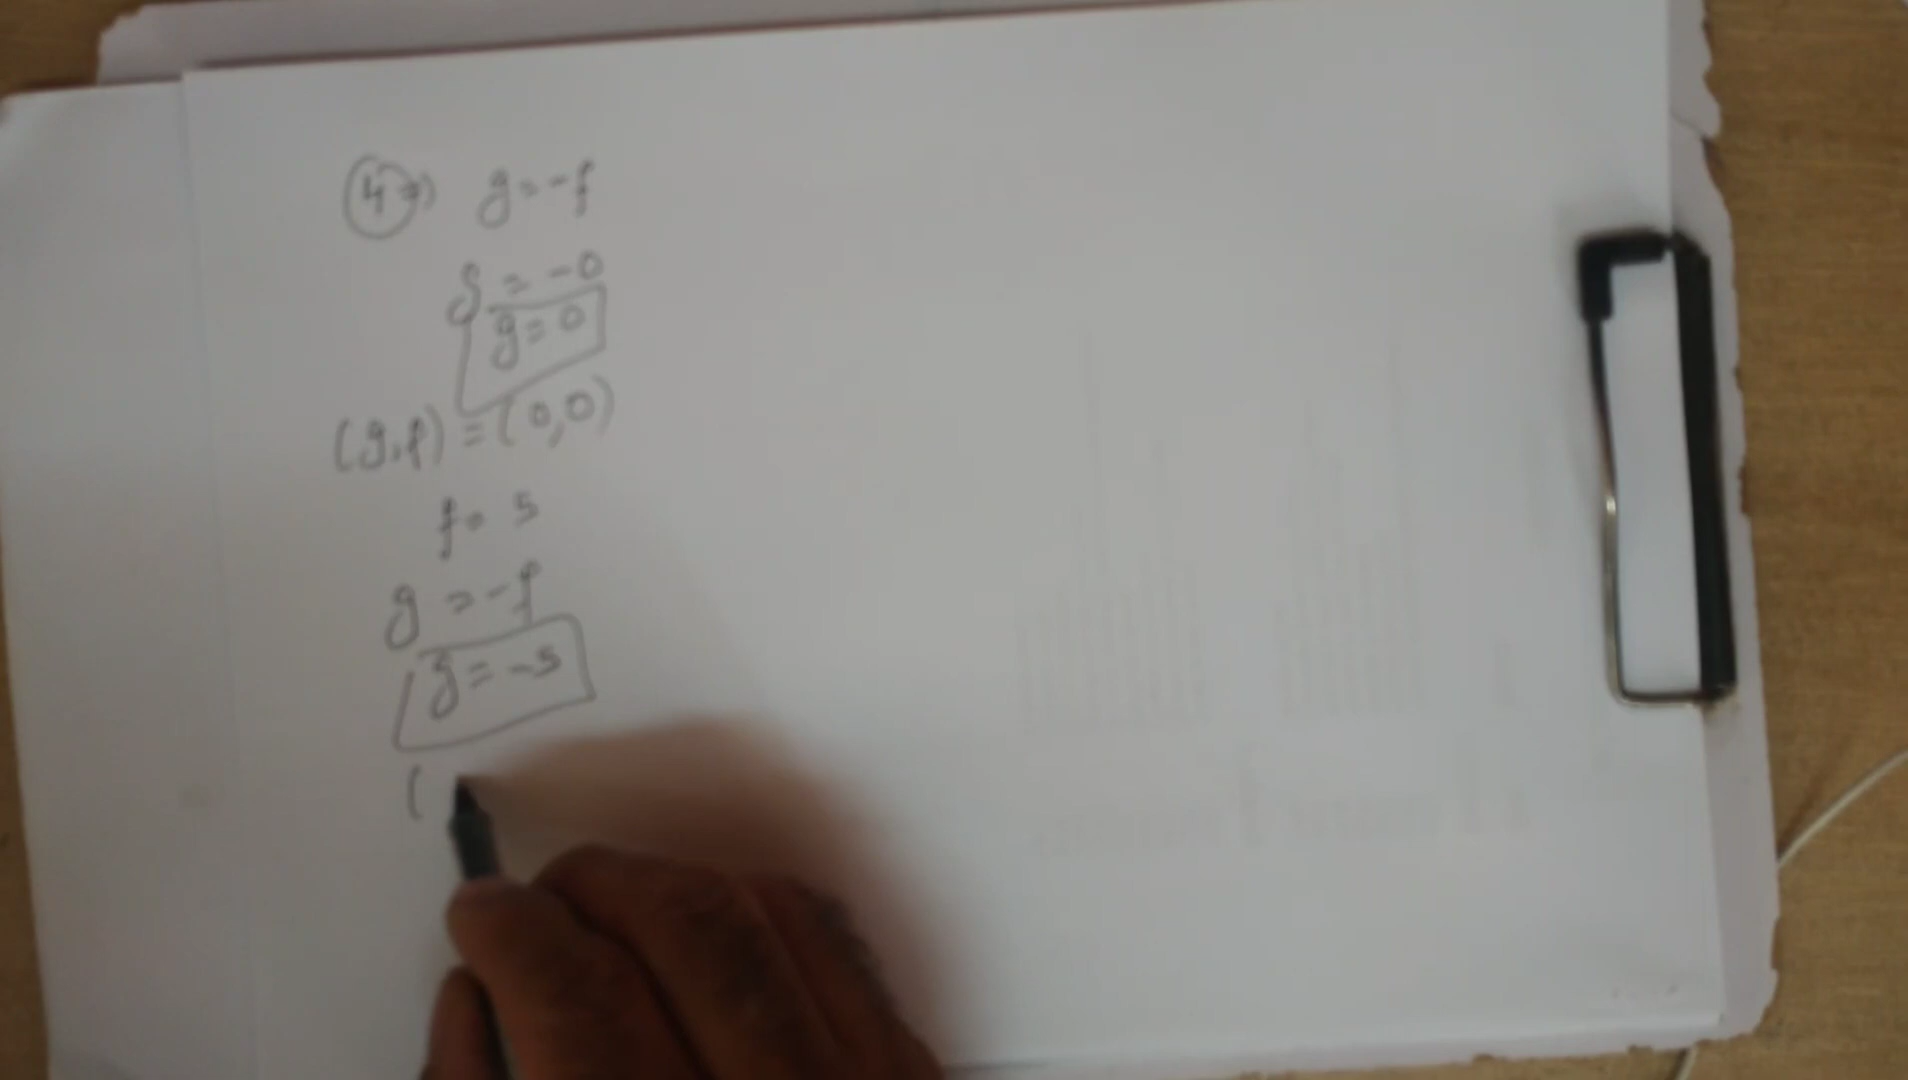 ④⇒) g = -f
g = -0
g = 0
(g,f) = (0,0)
f = 5
g = -f
g = -5
(